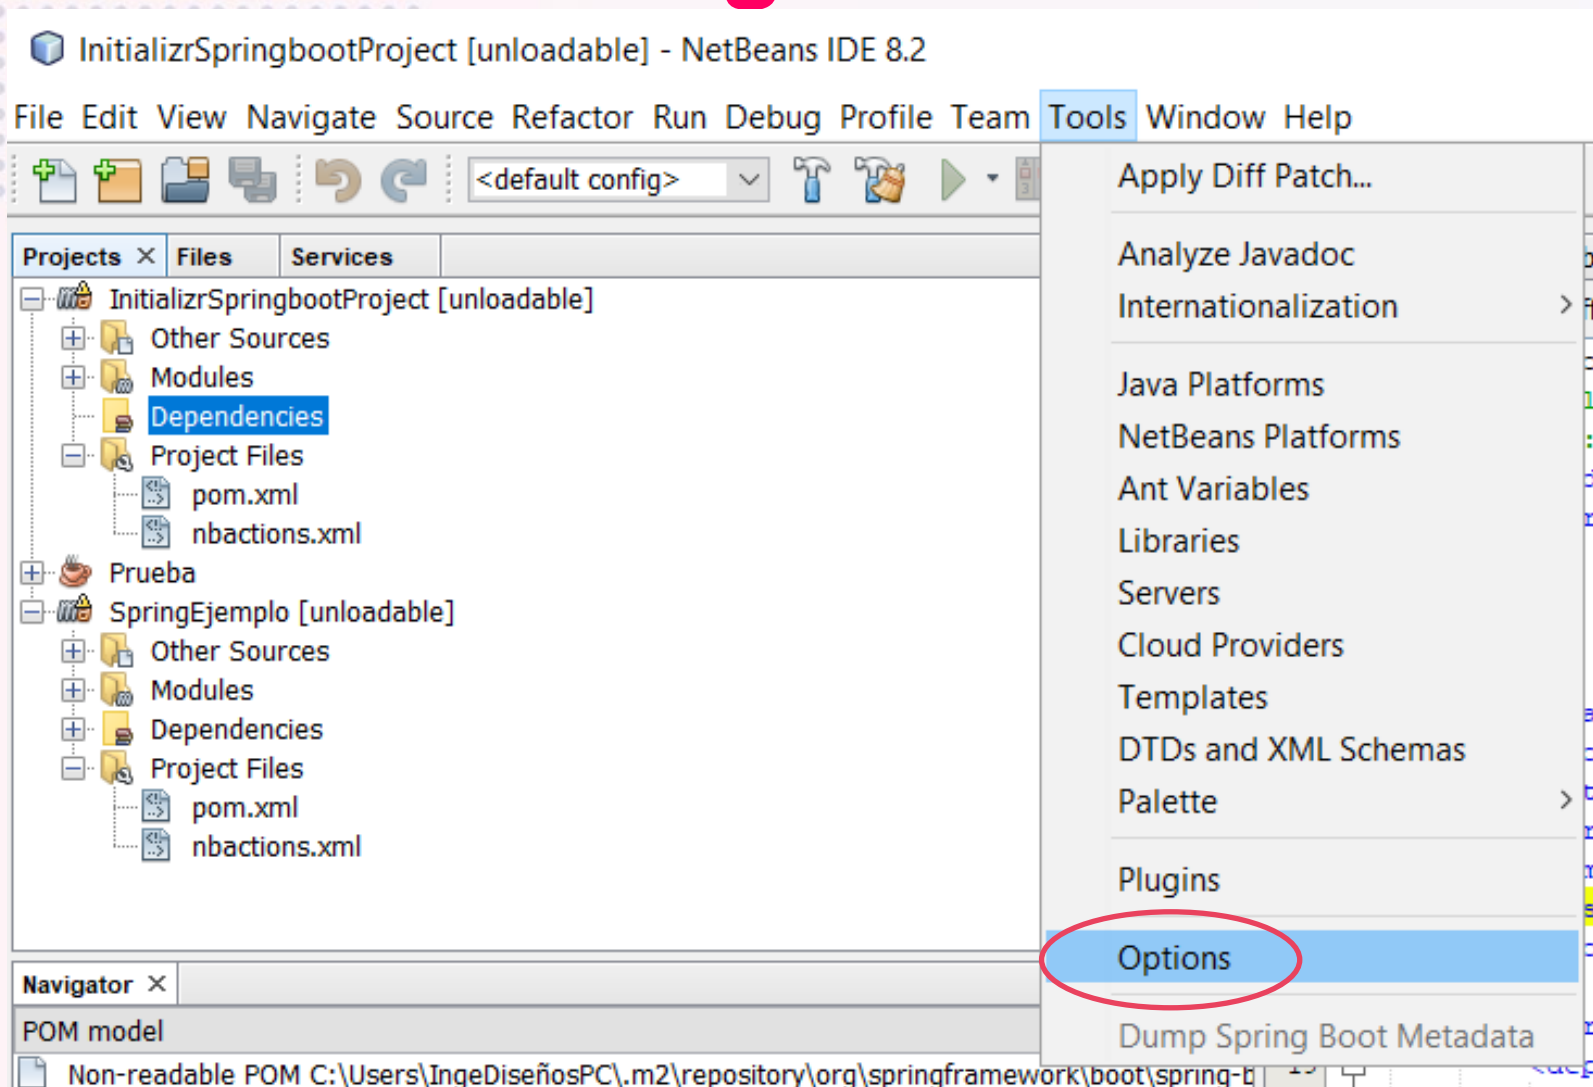 InitializrSpringbootProject [unloadable] - NetBeans IDE 8.2
File Edit View Navigate Source Refactor Run Debug Profile Team Tools Window Help
<default config>
Projects Files Services
InitializrSpringbootProject [unloadable]
Other Sources
Modules
Dependencies
Project Files
pom.xml
nbactions.xml
Prueba
SpringEjemplo [unloadable]
Other Sources
Modules
Dependencies
Project Files
pom.xml
nbactions.xml
Navigator
POM model
Non-readable POM C:\Users\IngeDiseñosPC\.m2\repository\org\springframework\boot\spring-b
Apply Diff Patch...
Analyze Javadoc
Internationalization
Java Platforms
NetBeans Platforms
Ant Variables
Libraries
Servers
Cloud Providers
Templates
DTDs and XML Schemas
Palette
Plugins
Options
Dump Spring Boot Metadata